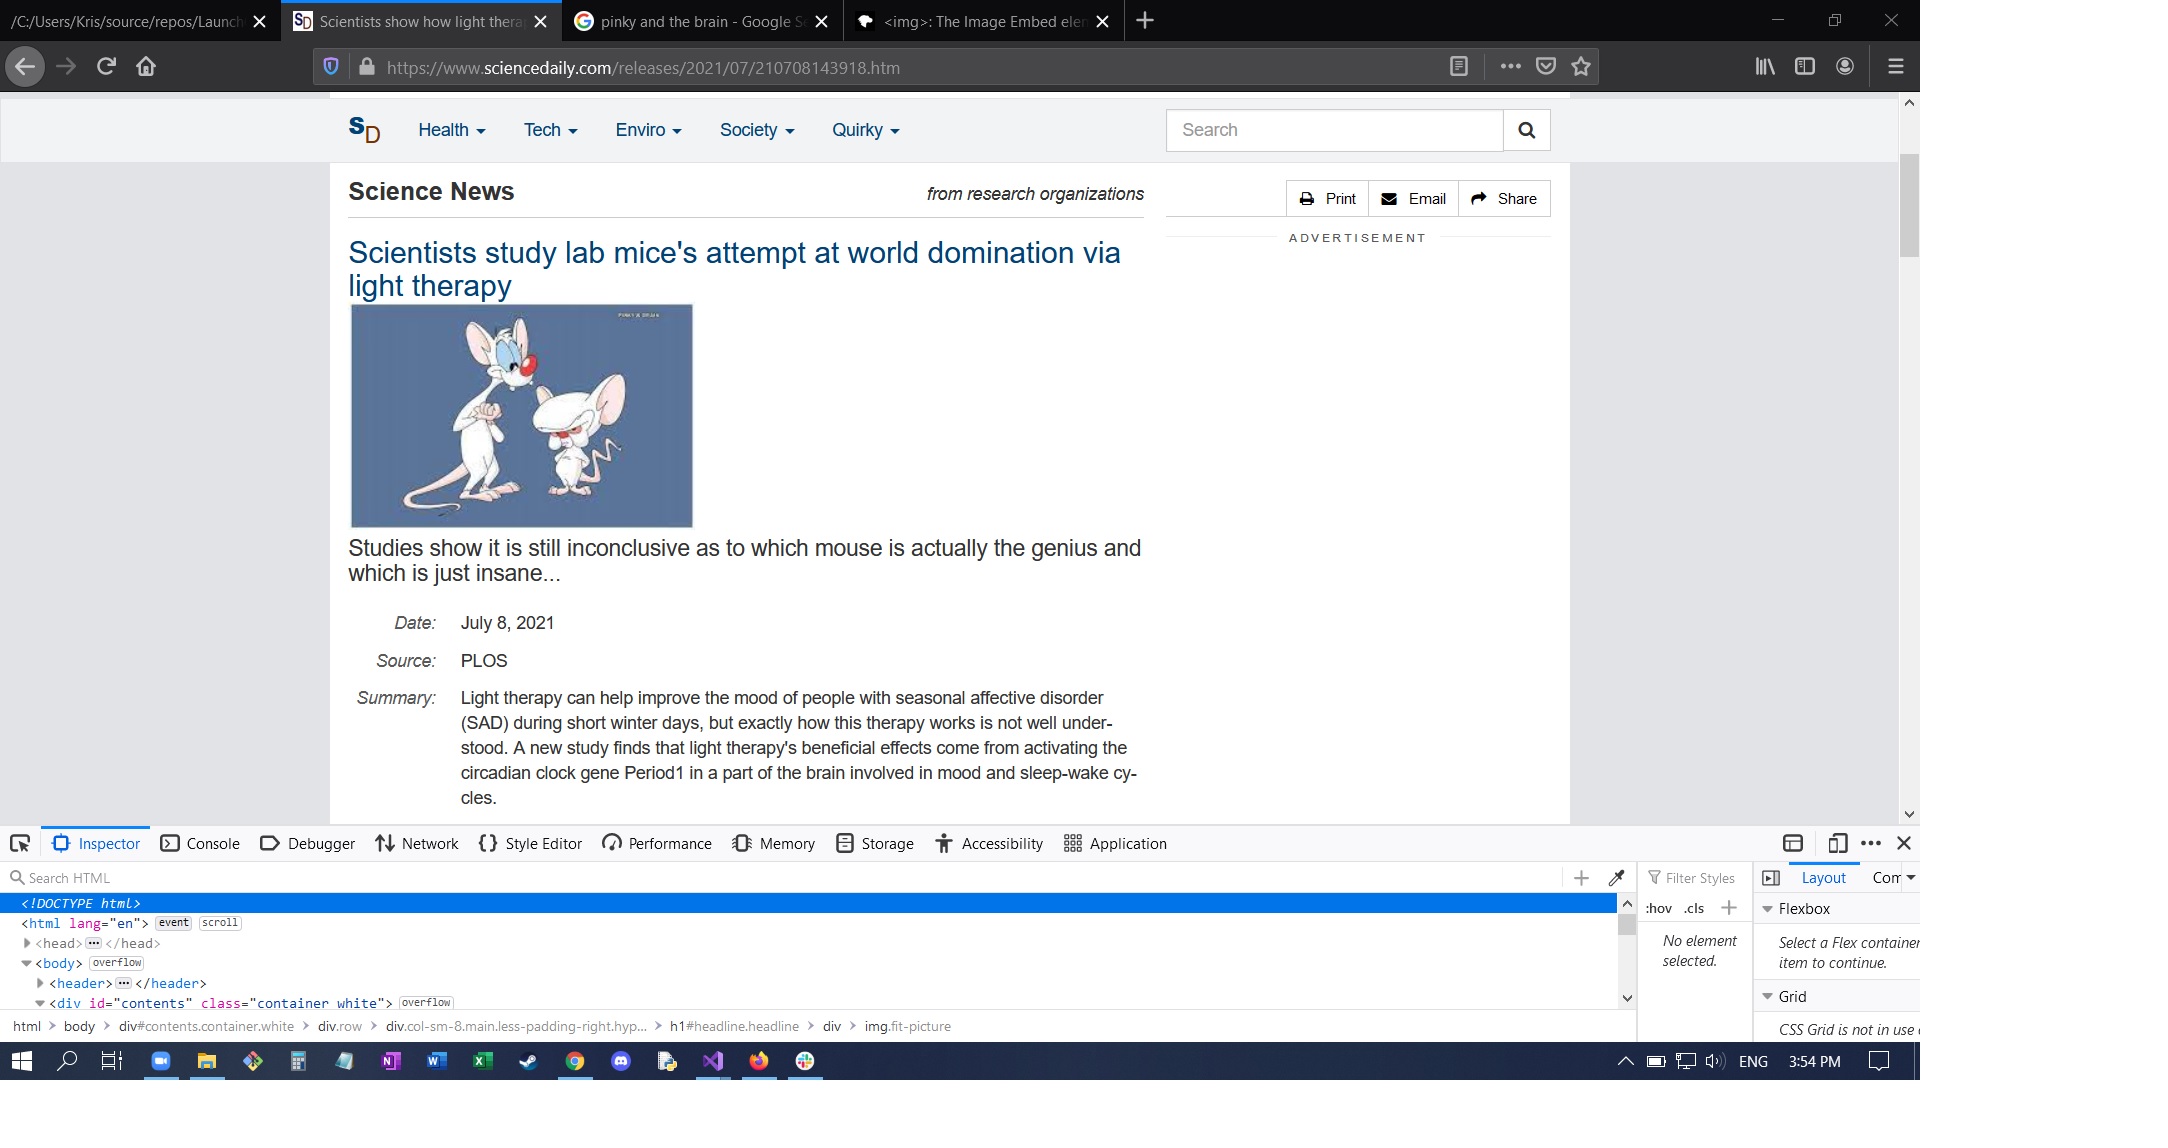 /C:/Users/Kris/source/repos/Launch
Scientists show how light thera
pinky and the brain - Google S
<img>: The Image Embed ele
https://www.sciencedaily.com/releases/2021/07/210708143918.htm
SD
Health
Tech
Enviro
Society
Quirky
Search
Science News
from research organizations
Print
Email
Share
ADVERTISEMENT
Scientists study lab mice's attempt at world domination via
light therapy
PINKY & BRAIN
Studies show it is still inconclusive as to which mouse is actually the genius and
which is just insane...
Date: July 8, 2021
Source: PLOS
Summary: Light therapy can help improve the mood of people with seasonal affective disorder
(SAD) during short winter days, but exactly how this therapy works is not well under-
stood. A new study finds that light therapy's beneficial effects come from activating the
circadian clock gene Period1 in a part of the brain involved in mood and sleep-wake cy-
cles.
Inspector
Console
Debugger
Network
Style Editor
Performance
Memory
Storage
Accessibility
Application
Search HTML
Filter Styles
Layout
Com
<!DOCTYPE html>
:hov .cls
Flexbox
<html lang="en"> event scroll
<head> ... </head>
No element
selected.
Select a Flex container
item to continue.
<body> overflow
<header> ... </header>
<div id="contents" class="container white"> overflow
Grid
html > body > div#contents.container.white > div.row > div.col-sm-8.main.less-padding-right.hyp... > h1#headline.headline > div > img.fit-picture
CSS Grid is not in use
ENG
3:54 PM